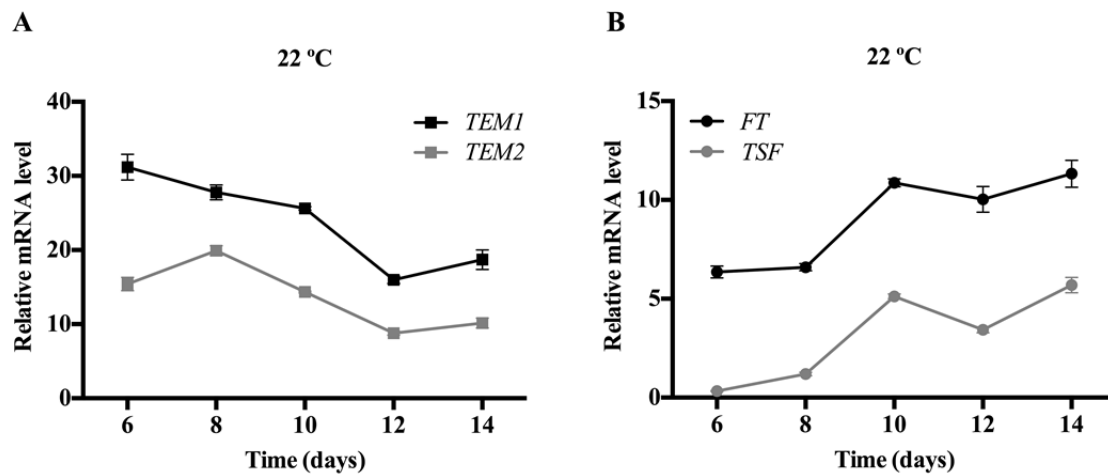 A
22 ºC
Relative mRNA level
40
30
20
10
0
TEM1
TEM2
6 8 10 12 14
Time (days)
B
22 ºC
Relative mRNA level
15
10
5
0
FT
TSF
6 8 10 12 14
Time (days)